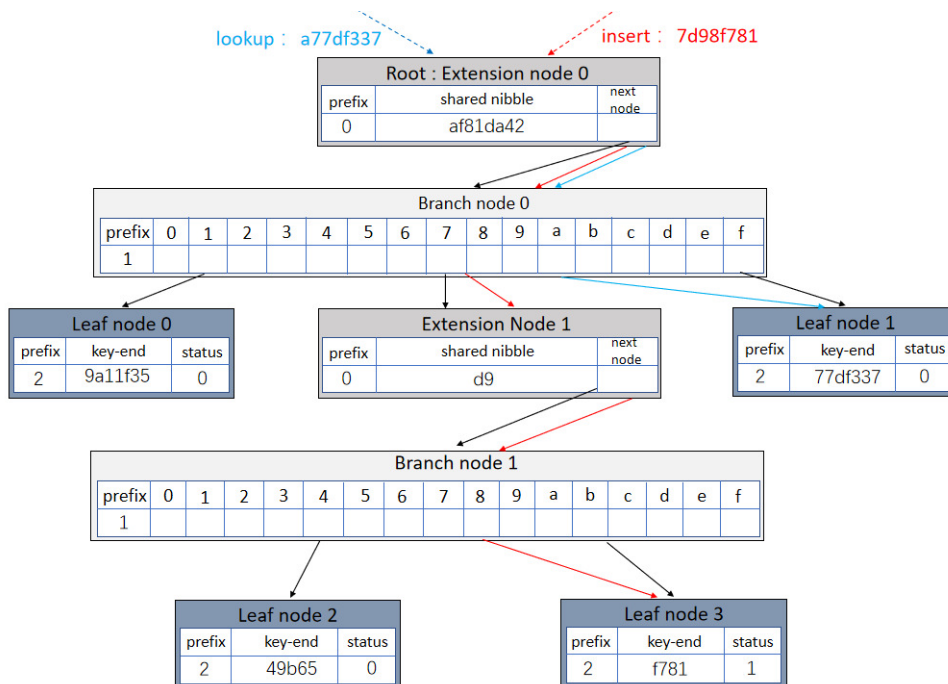 lookup： a77df337 insert： 7d98f781
Root : Extension node 0
prefix shared nibble next node
0 af81da42
Branch node 0
prefix 0 1 2 3 4 5 6 7 8 9 a b c d e f
1
Leaf node 0
prefix key-end status
2 9a11f35 0
Extension Node 1
prefix shared nibble next node
0 d9
Leaf node 1
prefix key-end status
2 77df337 0
Branch node 1
prefix 0 1 2 3 4 5 6 7 8 9 a b c d e f
1
Leaf node 2
prefix key-end status
2 49b65 0
Leaf node 3
prefix key-end status
2 f781 1